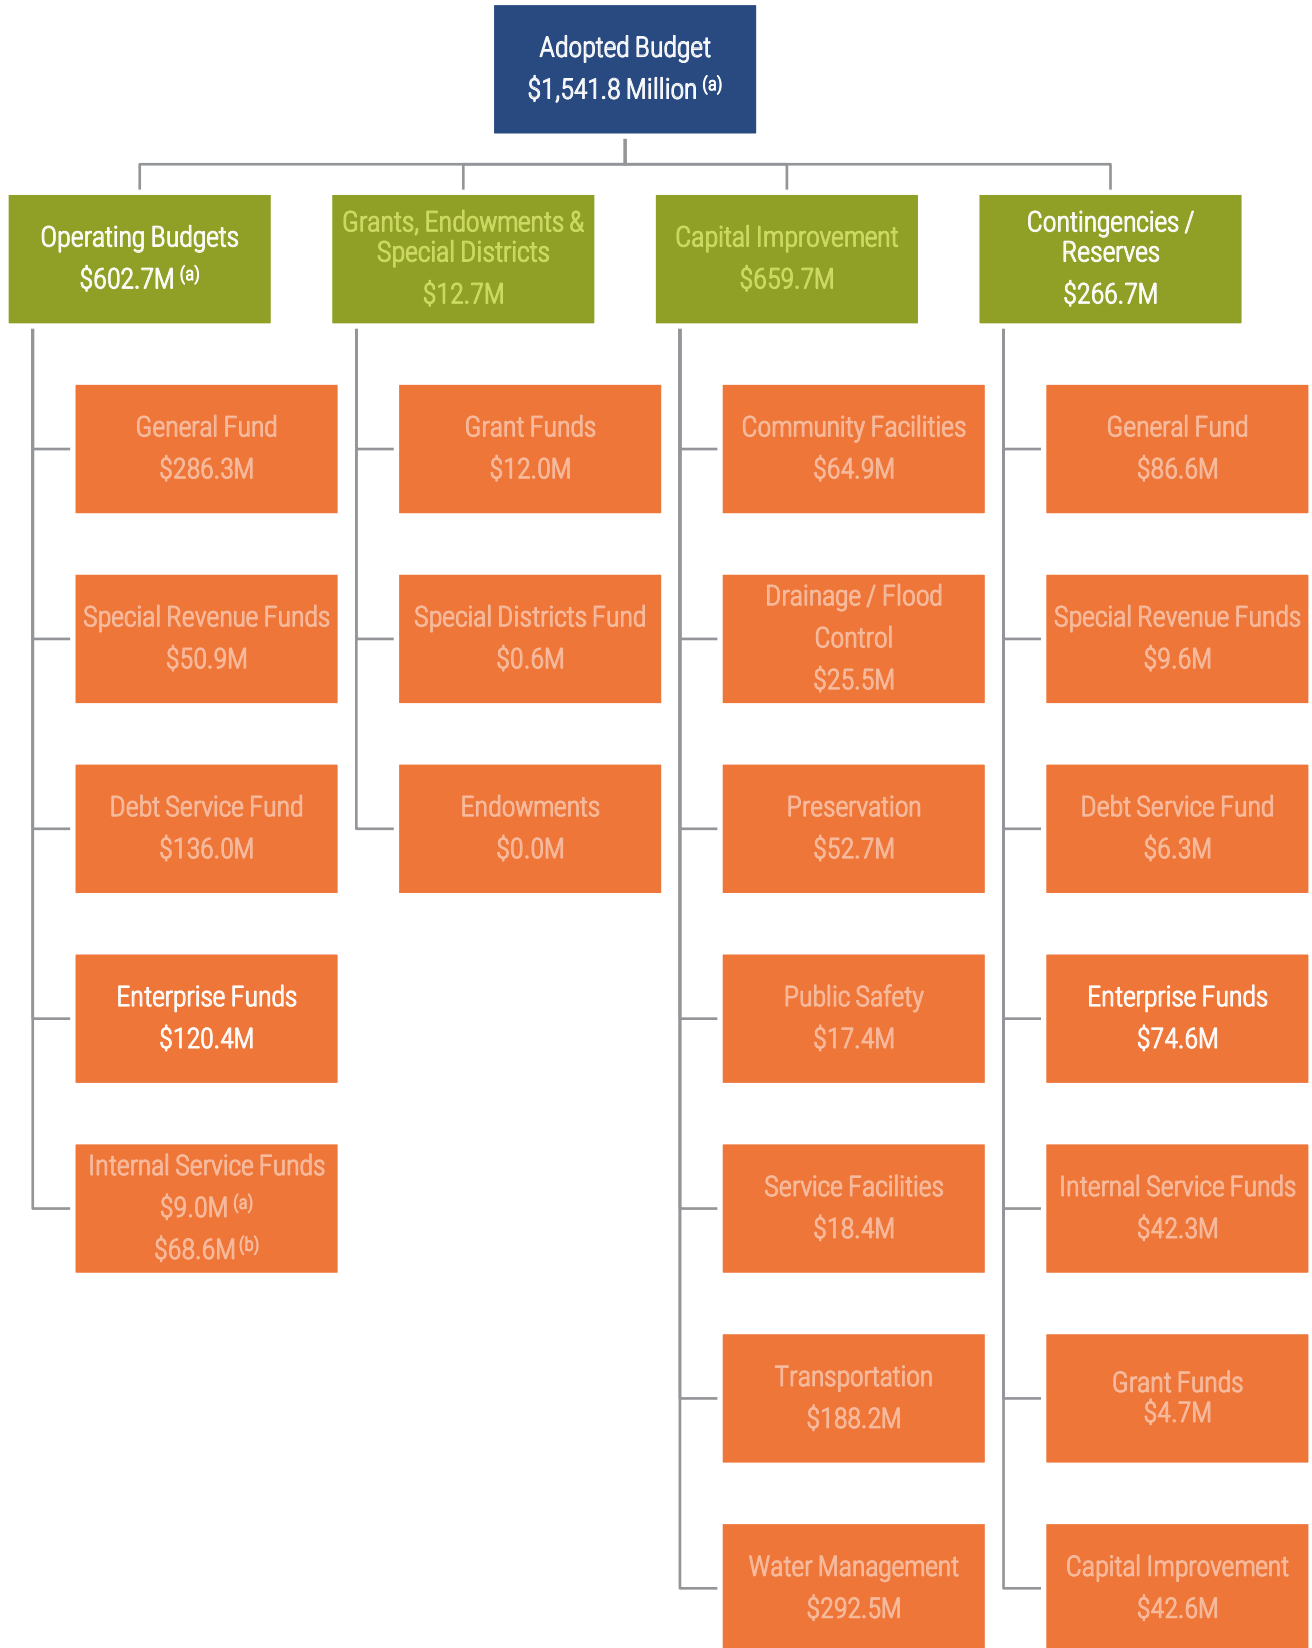 Adopted Budget
$1,541.8 Million (a)
Operating Budgets
$602.7M (a)
Grants, Endowments &
Special Districts
$12.7M
Capital Improvement
$659.7M
Contingencies /
Reserves
$266.7M
General Fund
$286.3M
Special Revenue Funds
$50.9M
Debt Service Fund
$136.0M
Enterprise Funds
$120.4M
Internal Service Funds
$9.0M (a)
$68.6M (b)
Grant Funds
$12.0M
Special Districts Fund
$0.6M
Endowments
$0.0M
Community Facilities
$64.9M
Drainage / Flood
Control
$25.5M
Preservation
$52.7M
Public Safety
$17.4M
Service Facilities
$18.4M
Transportation
$188.2M
Water Management
$292.5M
General Fund
$86.6M
Special Revenue Funds
$9.6M
Debt Service Fund
$6.3M
Enterprise Funds
$74.6M
Internal Service Funds
$42.3M
Grant Funds
$4.7M
Capital Improvement
$42.6M